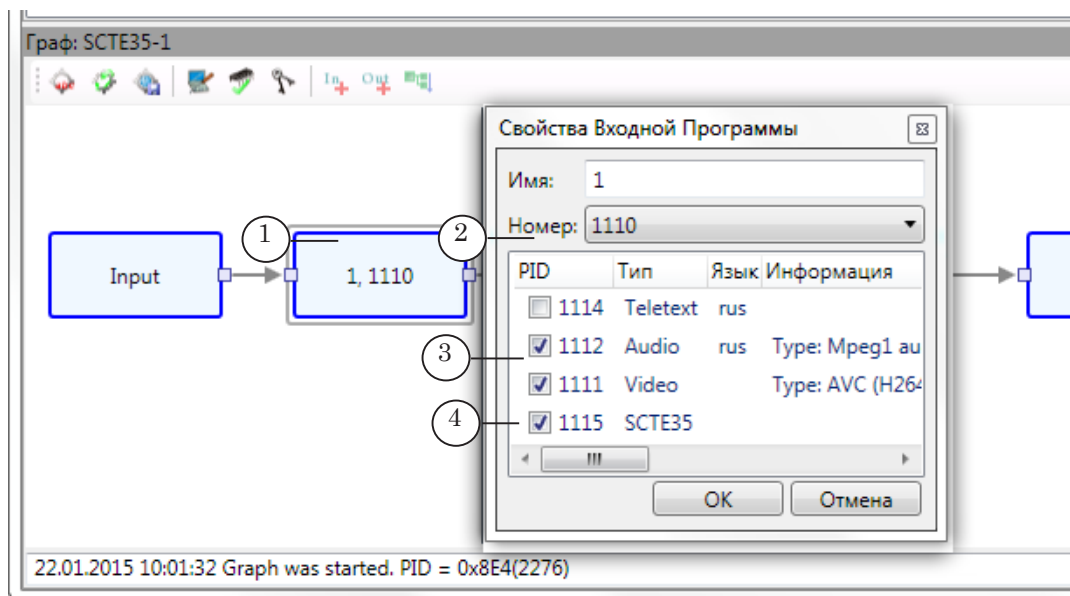 Граф: SCTE35-1
In Out
Свойства Входной Программы
Имя: 1
1
2
Номер: 1110
Input
1, 1110
PID Тип Язык Информация
1114 Teletext rus
3
1112 Audio rus Type: Mpeg1 au
1111 Video Type: AVC (H264
4
1115 SCTE35
OK Отмена
22.01.2015 10:01:32 Graph was started. PID = 0x8E4(2276)